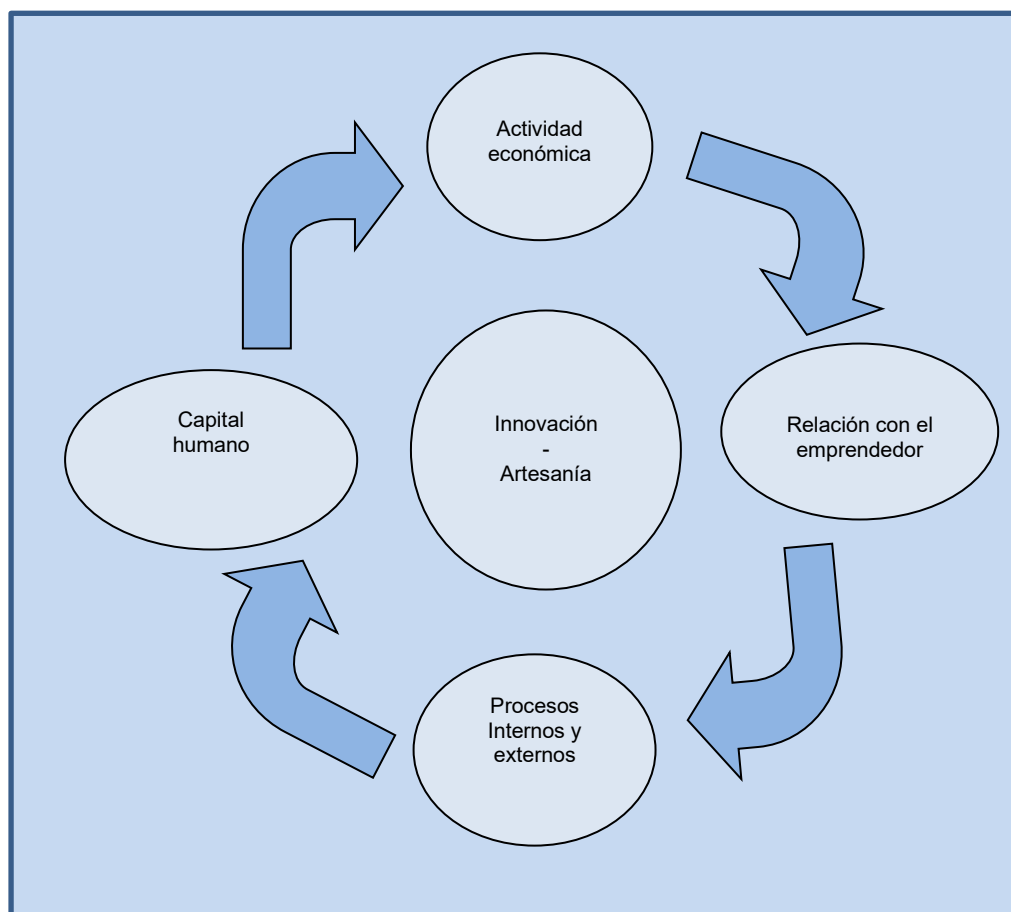 Actividad
económica
Capital
humano
Innovación
-
Artesanía
Relación con el
emprendedor
Procesos
Internos y
externos